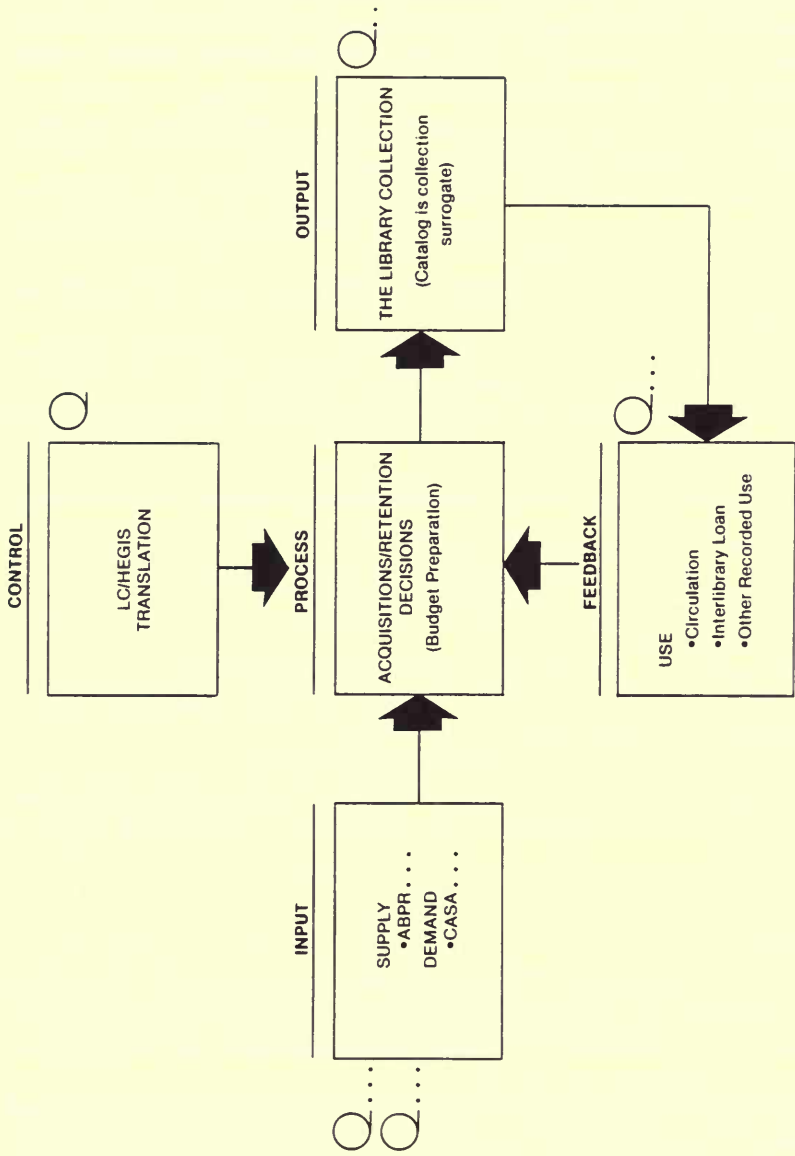 CONTROL
LC/HEGIS
TRANSLATION
INPUT
SUPPLY
•ABPR....
DEMAND
•CASA....
PROCESS
ACQUISITIONS/RETENTION
DECISIONS
(Budget Preparation)
OUTPUT
THE LIBRARY COLLECTION
(Catalog is collection
surrogate)
FEEDBACK
USE
•Circulation
•Interlibrary Loan
•Other Recorded Use